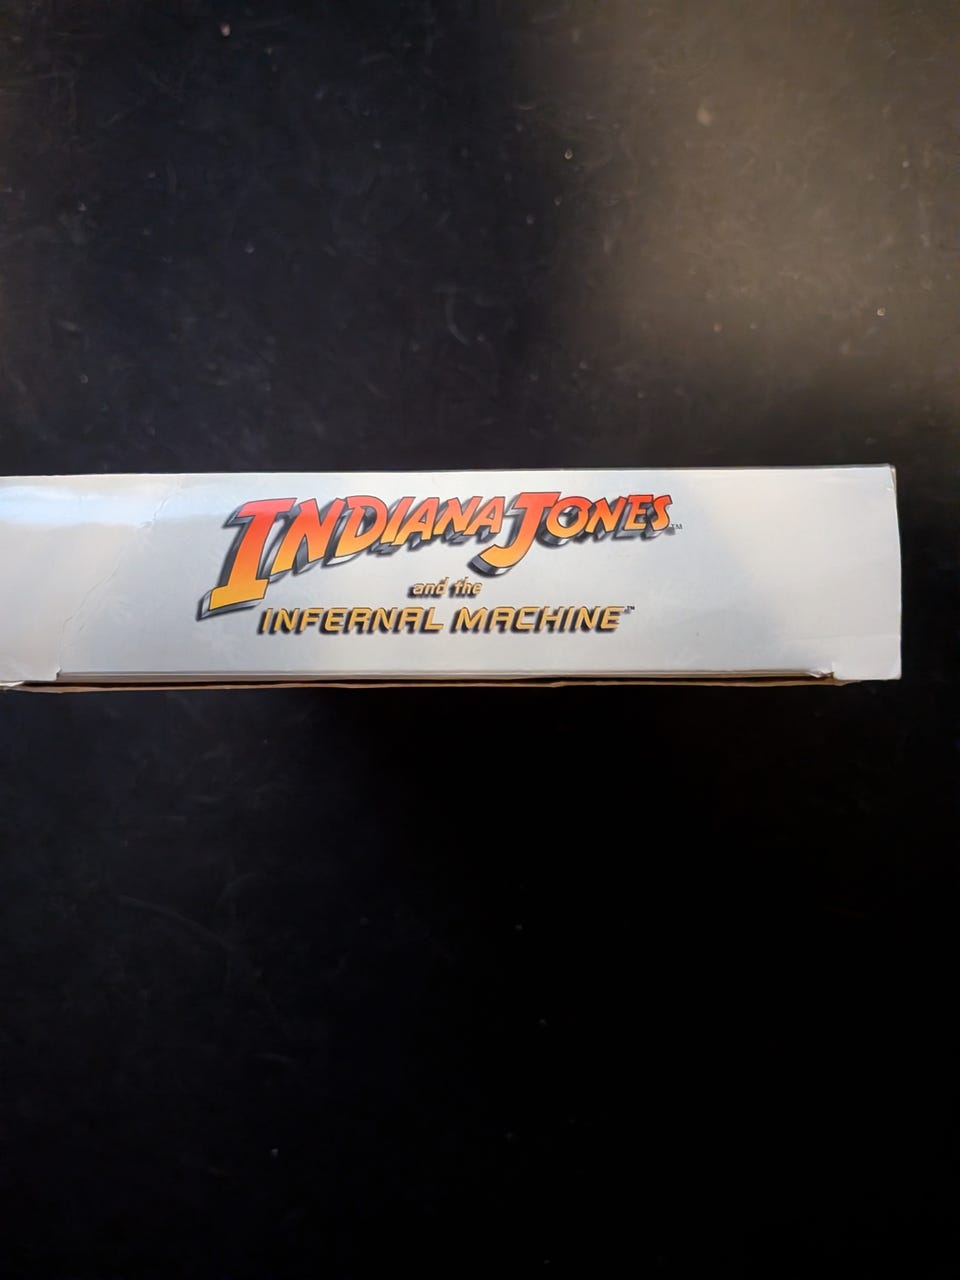 INDIANA JONES™
and the
INFERNAL MACHINE™